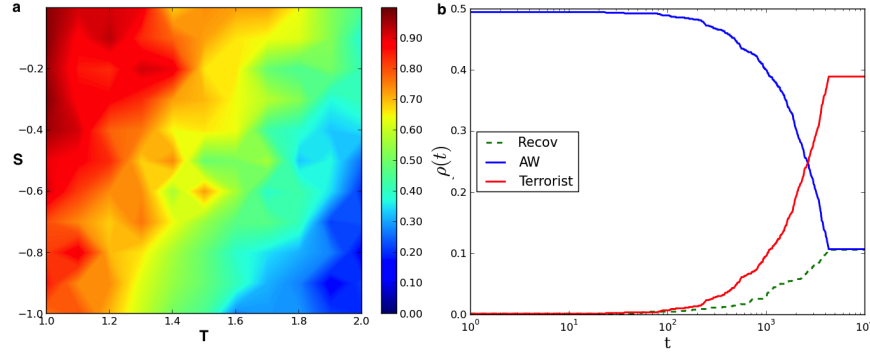 a
−0.2
−0.4
S
−0.6
−0.8
−1.0
1.0 1.2 1.4 1.6 1.8 2.0
T
0.90
0.80
0.70
0.60
0.50
0.40
0.30
0.20
0.10
0.00
b
0.5
0.4
0.3
ρ(t)
0.2
0.1
0.0
Recov
AW
Terrorist
10⁰ 10¹ 10² 10³ 10⁴
t